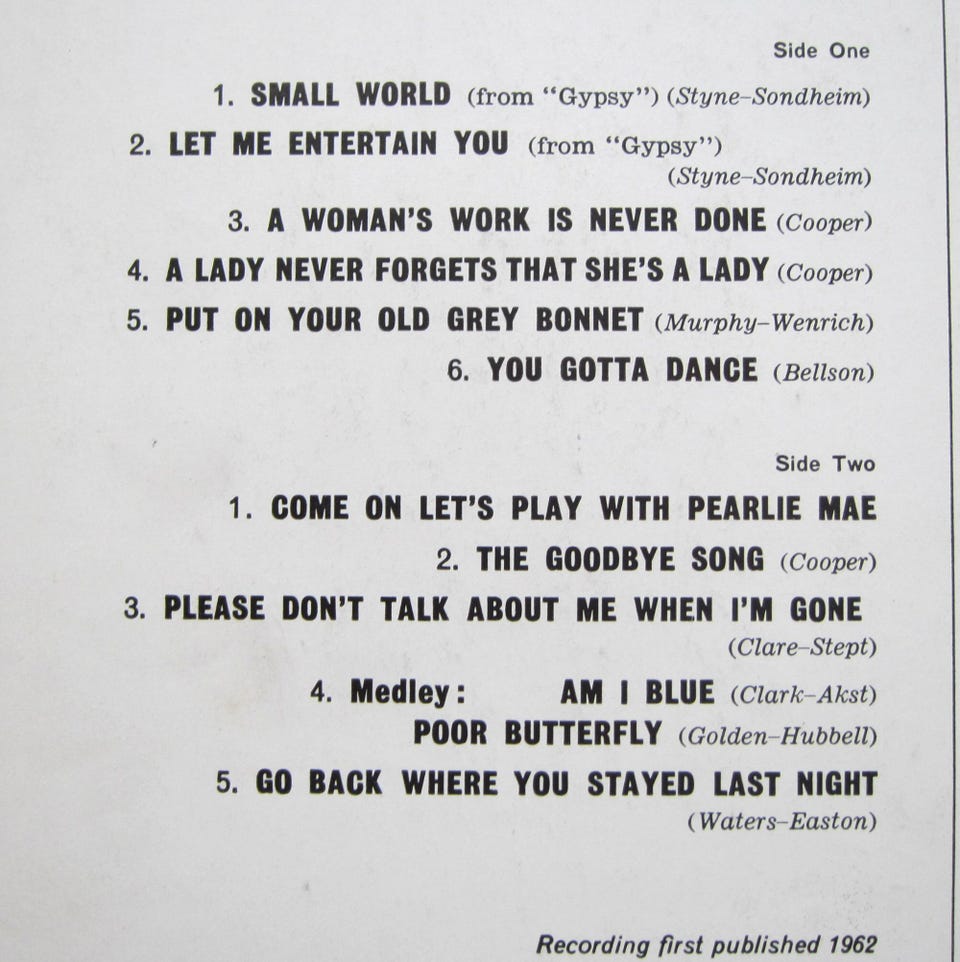 Side One
1. SMALL WORLD (from “Gypsy”) (Styne–Sondheim)
2. LET ME ENTERTAIN YOU (from “Gypsy”)
(Styne–Sondheim)
3. A WOMAN'S WORK IS NEVER DONE (Cooper)
4. A LADY NEVER FORGETS THAT SHE'S A LADY (Cooper)
5. PUT ON YOUR OLD GREY BONNET (Murphy–Wenrich)
6. YOU GOTTA DANCE (Bellson)
Side Two
1. COME ON LET'S PLAY WITH PEARLIE MAE
2. THE GOODBYE SONG (Cooper)
3. PLEASE DON'T TALK ABOUT ME WHEN I'M GONE
(Clare–Stept)
4. Medley: AM I BLUE (Clark–Akst)
POOR BUTTERFLY (Golden–Hubbell)
5. GO BACK WHERE YOU STAYED LAST NIGHT
(Waters–Easton)
Recording first published 1962